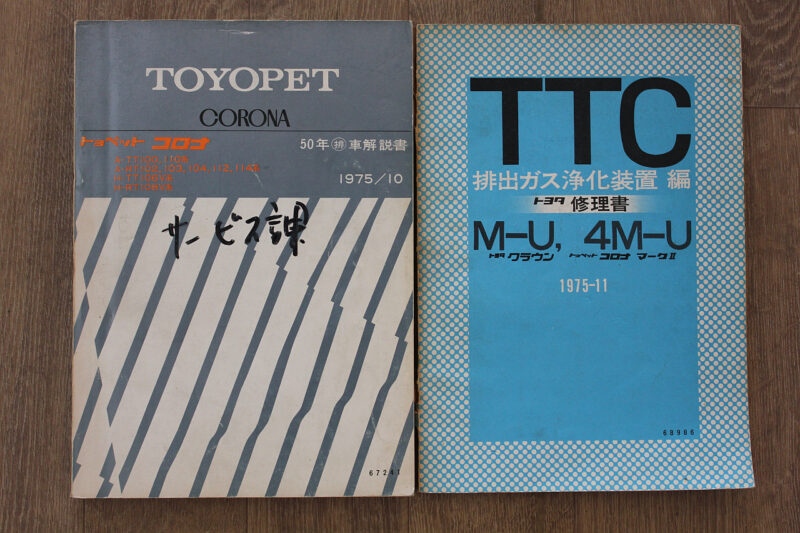 TOYOPET
CORONA
トヨペット コロナ
50年 ㊗排 車解説書
1975/10
サービス課
67241
TTC
排出ガス浄化装置 編
トヨタ 修理書
M-U, 4M-U
トヨタ クラウン トヨペット コロナ マークⅡ
1975-11
68986